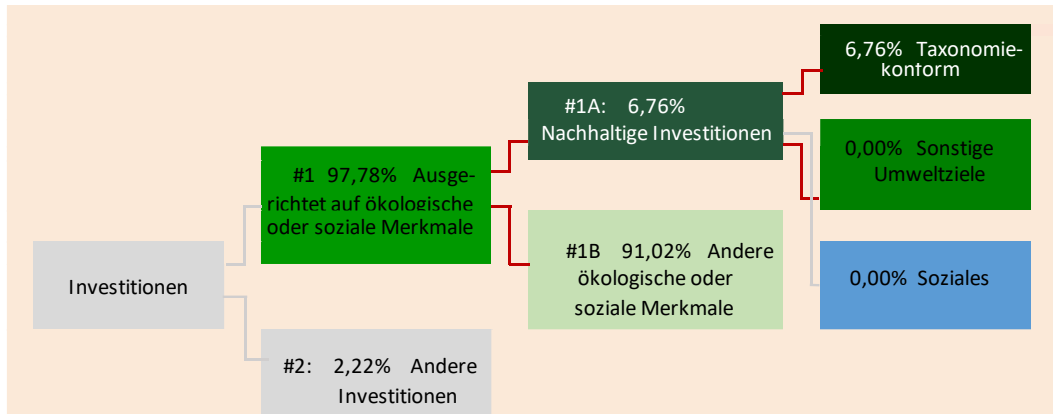 Investitionen
#1 97,78% Ausge-
richtet auf ökologische
oder soziale Merkmale
#2: 2,22% Andere
Investitionen
#1A: 6,76%
Nachhaltige Investitionen
#1B 91,02% Andere
ökologische oder
soziale Merkmale
6,76% Taxonomie-
konform
0,00% Sonstige
Umweltziele
0,00% Soziales